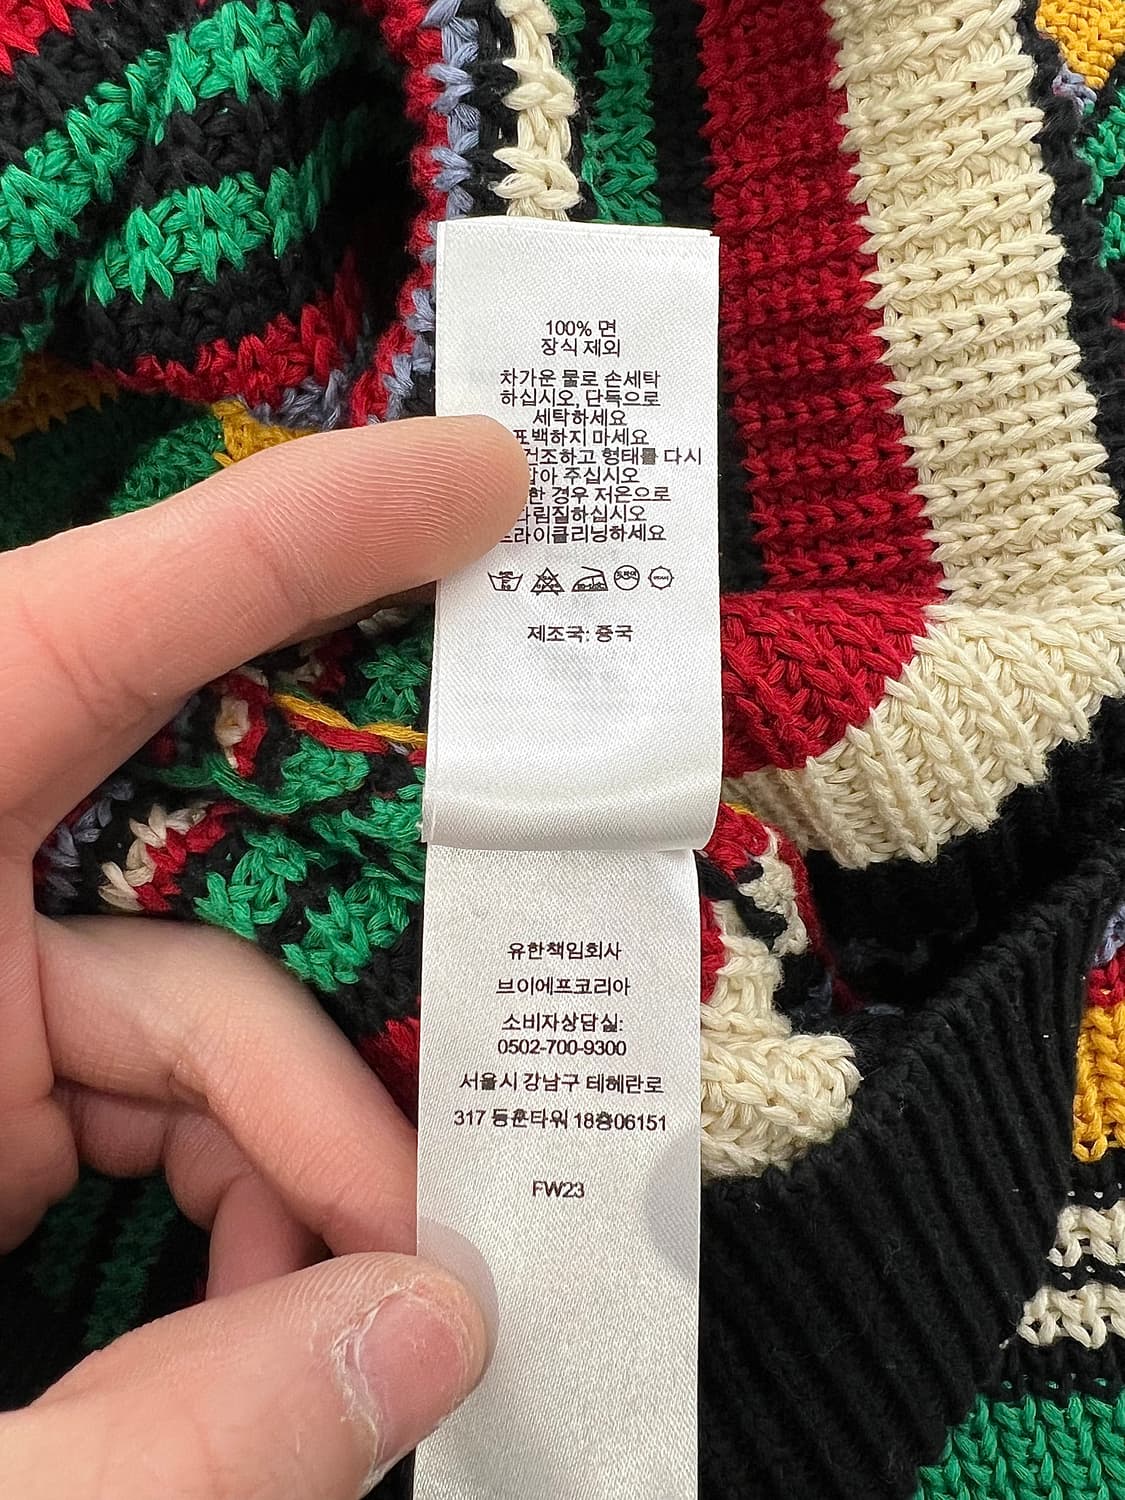 100% 면
장식 제외
차가운 물로 손세탁
하십시오, 단독으로
세탁하세요
표백하지 마세요
건조하고 형태를 다시
잡아 주십시오
한 경우 저온으로
다림질하십시오
드라이클리닝하세요
제조국: 중국
유한책임회사
브이에프코리아
소비자상담실:
0502-700-9300
서울시 강남구 테헤란로
317 동훈타워 18층06151
FW23